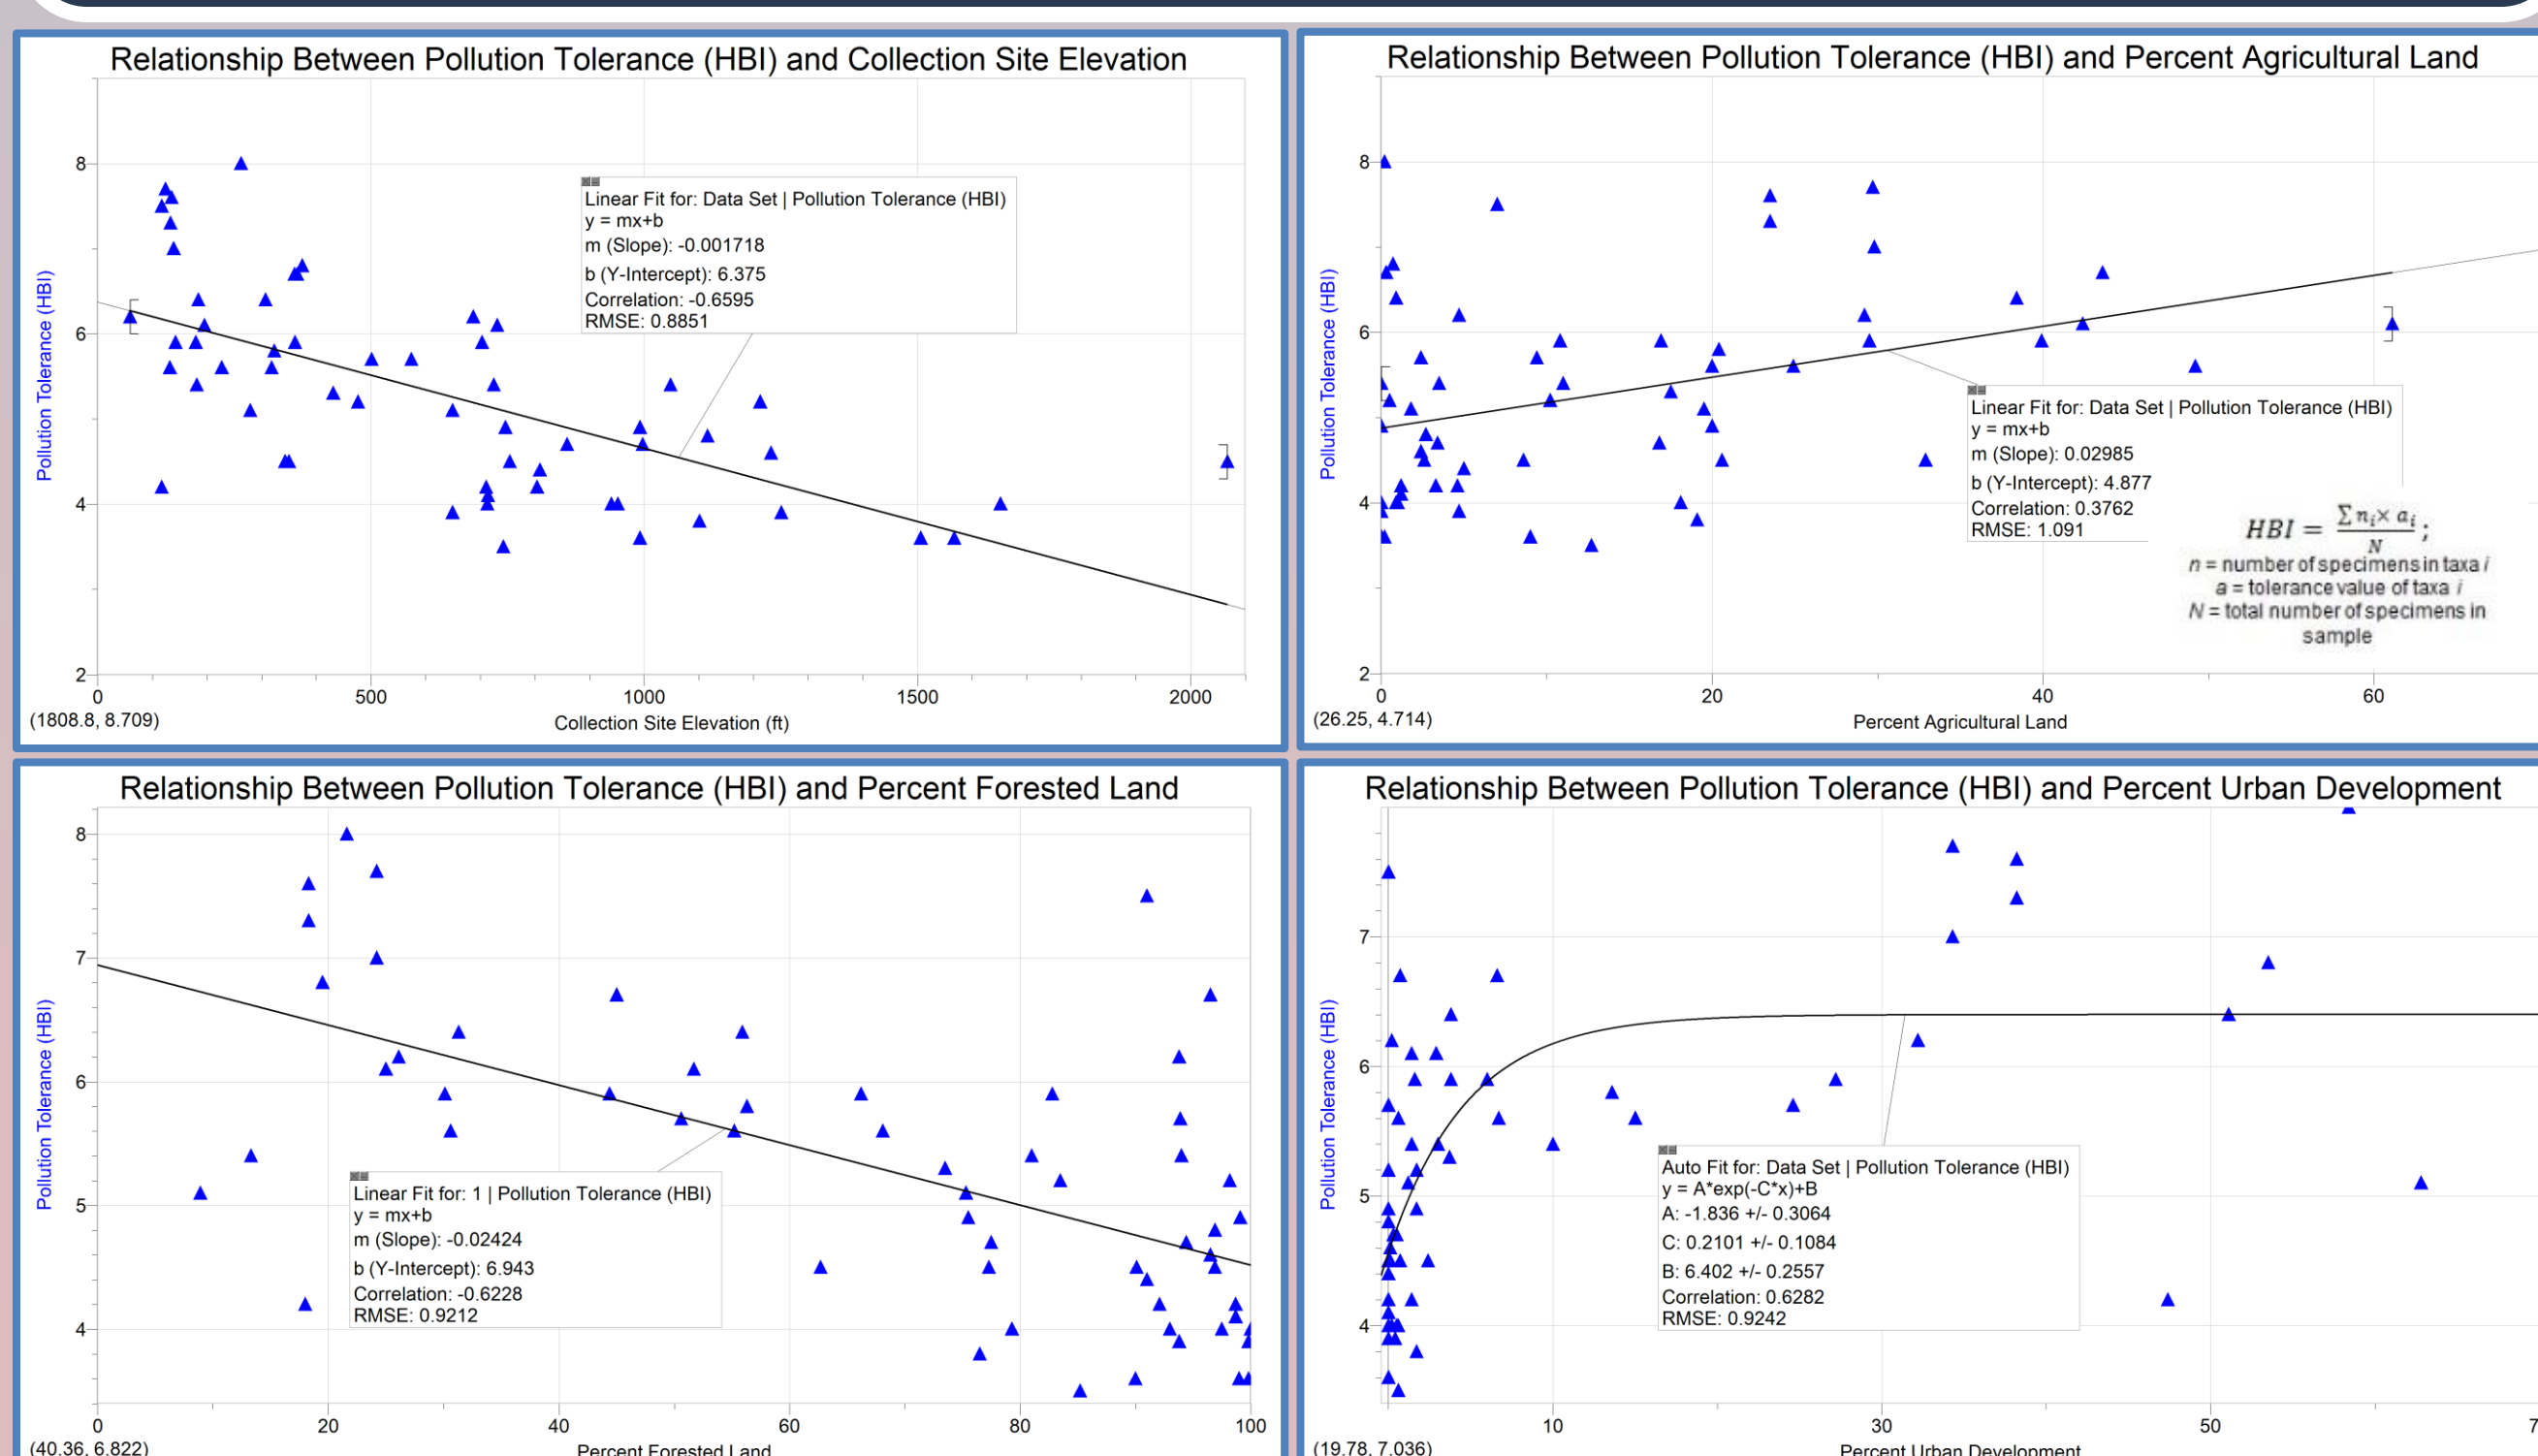 Relationship Between Pollution Tolerance (HBI) and Collection Site Elevation
Pollution Tolerance (HBI)
8
6
4
2
Linear Fit for: Data Set | Pollution Tolerance (HBI)
y = mx+b
m (Slope): -0.001718
b (Y-Intercept): 6.375
Correlation: -0.6595
RMSE: 0.8851
0 500 1000 1500 2000
(1808.8, 8.709)
Collection Site Elevation (ft)
Relationship Between Pollution Tolerance (HBI) and Percent Agricultural Land
Pollution Tolerance (HBI)
8
6
4
2
Linear Fit for: Data Set | Pollution Tolerance (HBI)
y = mx+b
m (Slope): 0.02985
b (Y-Intercept): 4.877
Correlation: 0.3762
RMSE: 1.091
HBI = ∑ nᵢ× aᵢ / N ;
n = number of specimens in taxa i
a = tolerance value of taxa i
N = total number of specimens in
sample
0 20 40 60
(26.25, 4.714)
Percent Agricultural Land
Relationship Between Pollution Tolerance (HBI) and Percent Forested Land
Pollution Tolerance (HBI)
8
7
6
5
4
Linear Fit for: 1 | Pollution Tolerance (HBI)
y = mx+b
m (Slope): -0.02424
b (Y-Intercept): 6.943
Correlation: -0.6228
RMSE: 0.9212
0 20 40 60 80 100
(40.36, 6.822)
Percent Forested Land
Relationship Between Pollution Tolerance (HBI) and Percent Urban Development
Pollution Tolerance (HBI)
7
6
5
4
Auto Fit for: Data Set | Pollution Tolerance (HBI)
y = A*exp(-C*x)+B
A: -1.836 +/- 0.3064
C: 0.2101 +/- 0.1084
B: 6.402 +/- 0.2557
Correlation: 0.6282
RMSE: 0.9242
10 30 50
(19.78, 7.036)
Percent Urban Development